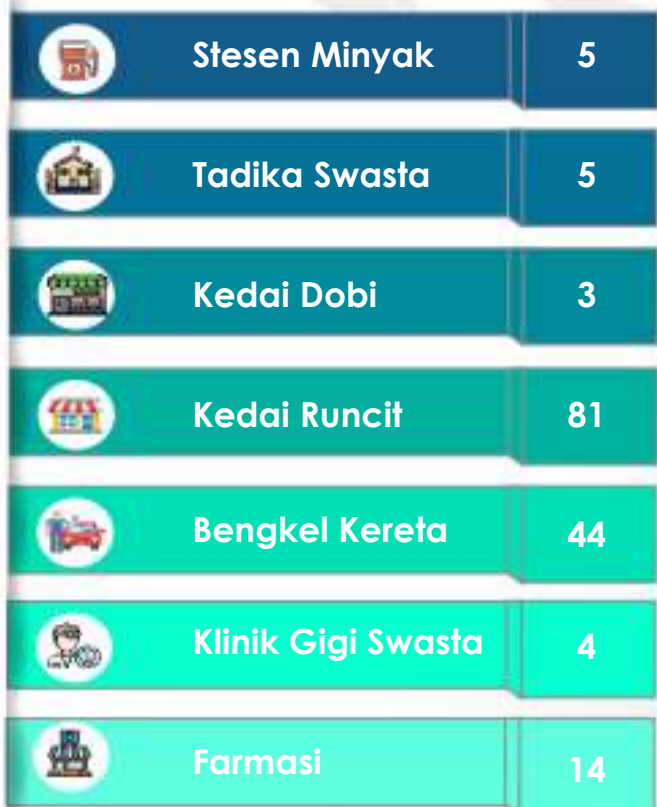 Stesen Minyak 5
Tadika Swasta 5
Kedai Dobi 3
Kedai Runcit 81
Bengkel Kereta 44
Klinik Gigi Swasta 4
Farmasi 14